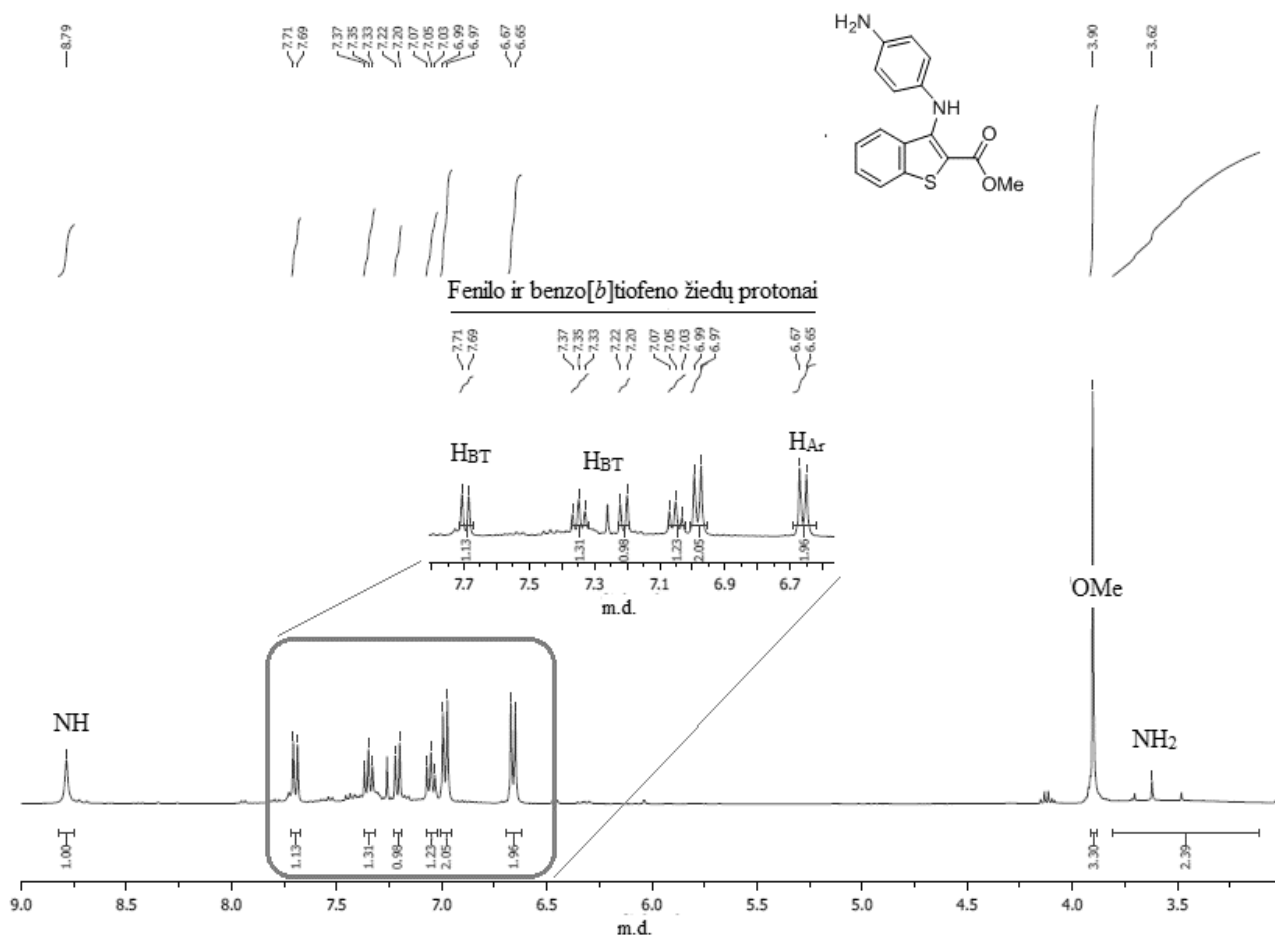 8.79
7.71
7.69
7.37
7.35
7.33
7.22
7.20
7.07
7.05
7.03
6.99
6.97
6.67
6.65
3.90
3.62
H₂N
NH
O
S
OMe
Fenilo ir benzo[b]tiofeno žiedų protonai
7.71
7.69
7.37
7.35
7.33
7.22
7.20
7.07
7.05
7.03
6.99
6.97
6.67
6.65
HBT HBT HAr
1.13 1.31 0.98 1.23 2.05 1.96
7.7 7.5 7.3 7.1 6.9 6.7
m.d.
OMe
NH
NH2
1.00 1.13 1.31 0.98 1.23 2.05 1.96 3.30 2.39
9.0 8.5 8.0 7.5 7.0 6.5 6.0 5.5 5.0 4.5 4.0 3.5
m.d.